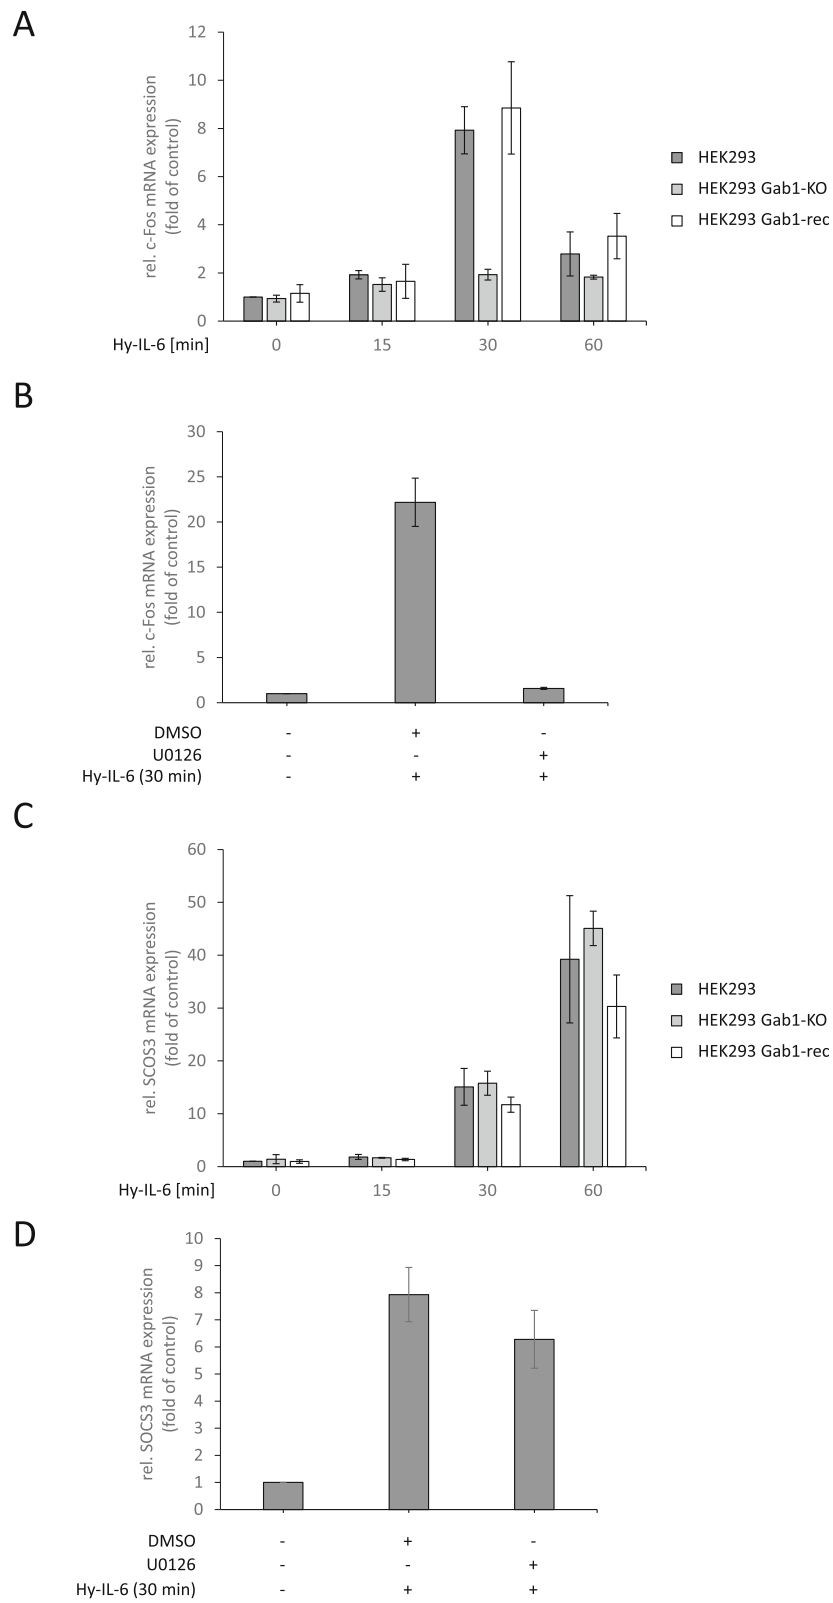 A
rel. c-Fos mRNA expression
(fold of control)
12
10
8
6
4
2
0
HEK293
HEK293 Gab1-KO
HEK293 Gab1-rec
Hy-IL-6 [min] 0 15 30 60
B
rel. c-Fos mRNA expression
(fold of control)
30
25
20
15
10
5
0
DMSO - + -
U0126 - - +
Hy-IL-6 (30 min) - + +
C
rel. SCOS3 mRNA expression
(fold of control)
60
50
40
30
20
10
0
HEK293
HEK293 Gab1-KO
HEK293 Gab1-rec
Hy-IL-6 [min] 0 15 30 60
D
rel. SOCS3 mRNA expression
(fold of control)
10
9
8
7
6
5
4
3
2
1
0
DMSO - + -
U0126 - - +
Hy-IL-6 (30 min) - + +